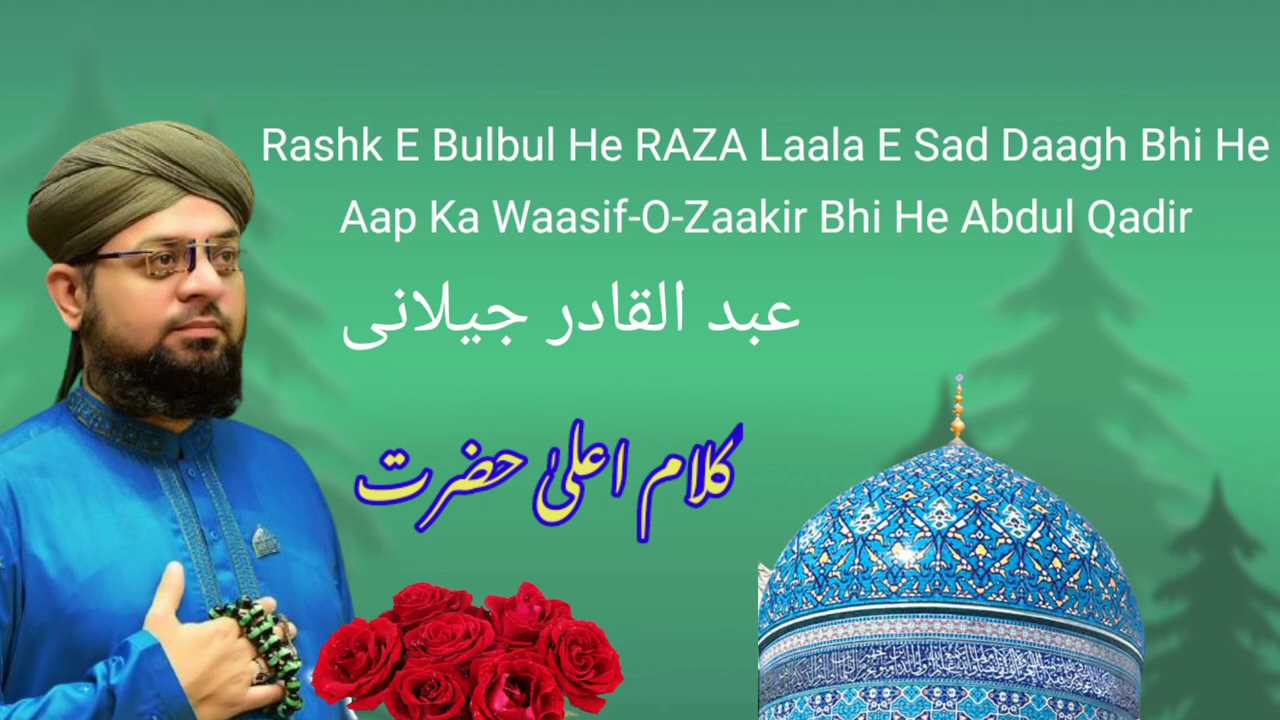 Rashk E Bulbul He RAZA Laala E Sad Daagh Bhi He
Aap Ka Waasif-O-Zaakir Bhi He Abdul Qadir
عبد القادر جیلانی
کلام اعلیٰ حضرت